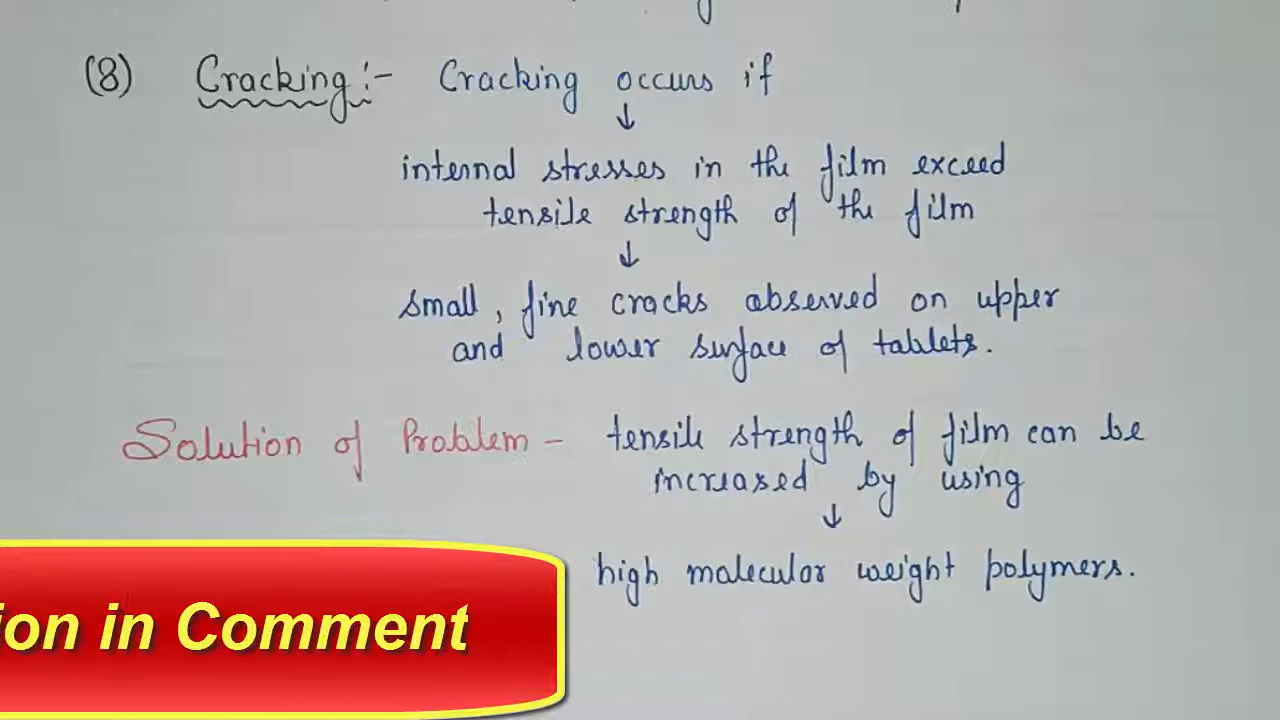 (8) Cracking:- Cracking occurs if
↓
internal stresses in the film exceed
tensile strength of the film
↓
small, fine cracks observed on upper
and lower surface of tablets.
Solution of Problem - tensile strength of film can be
increased by using
↓
high molecular weight polymers.
ion in Comment